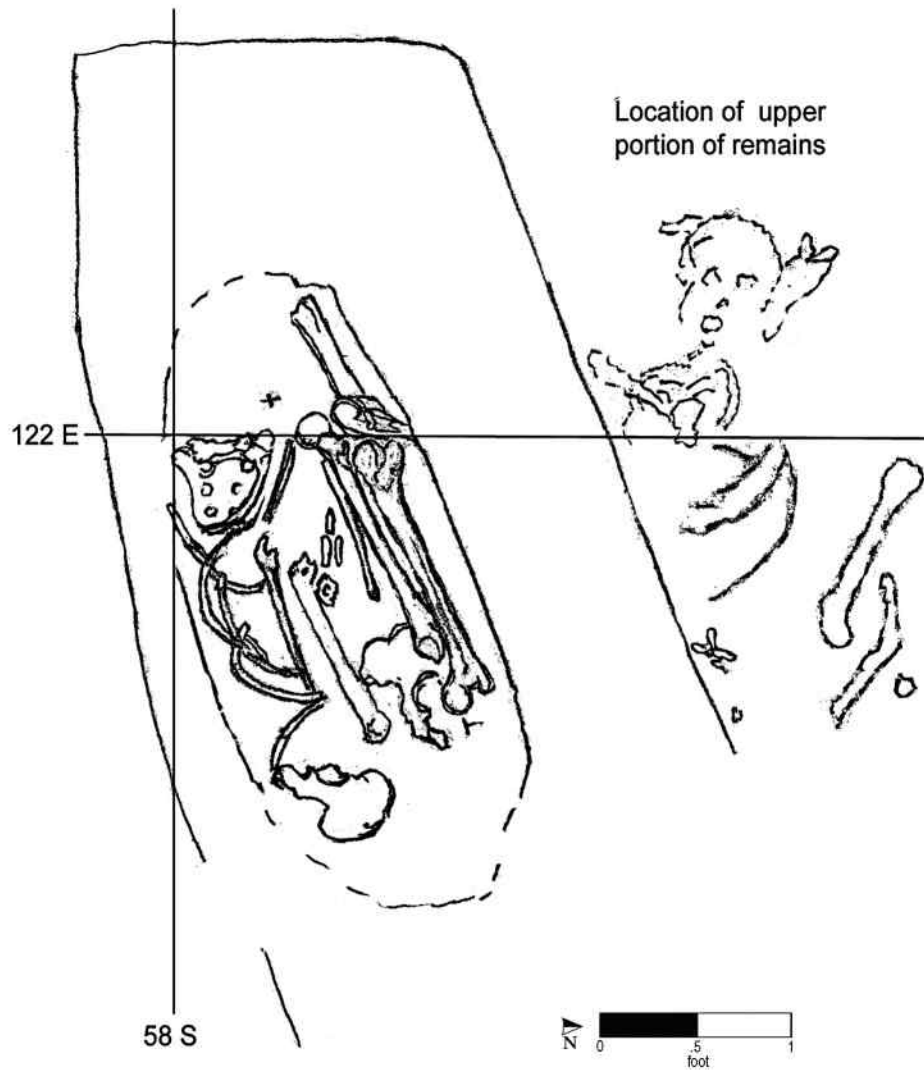 Location of upper
portion of remains
122 E
58 S
N
0 .5 1
foot